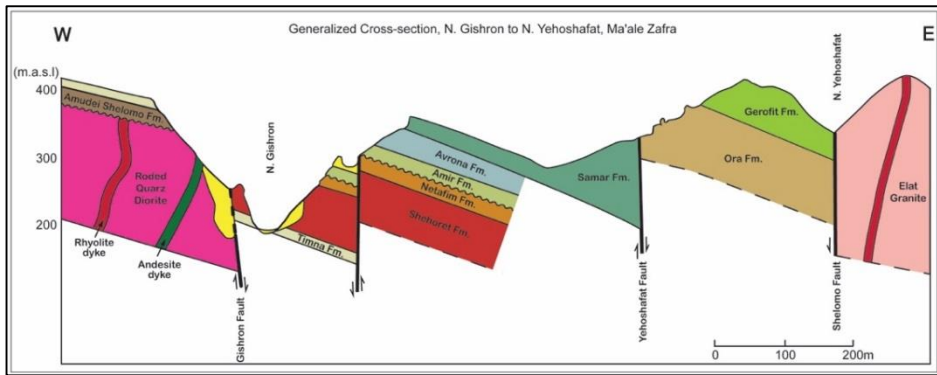 Generalized Cross-section, N. Gishron to N. Yehoshafat, Ma'ale Zafra
W
E
(m.a.s.l)
400
300
200
Amudei Shelomo Fm.
Roded
Quarz
Diorite
Rhyolite
dyke
Andesite
dyke
Gishron Fault
N. Gishron
Timna Fm.
Avrona Fm.
Amir Fm.
Netafim Fm.
Shehoret Fm.
Samar Fm.
Yehoshafat Fault
Ora Fm.
Gerofit Fm.
N. Yehoshafat
Shelomo Fault
Elat
Granite
0 100 200m